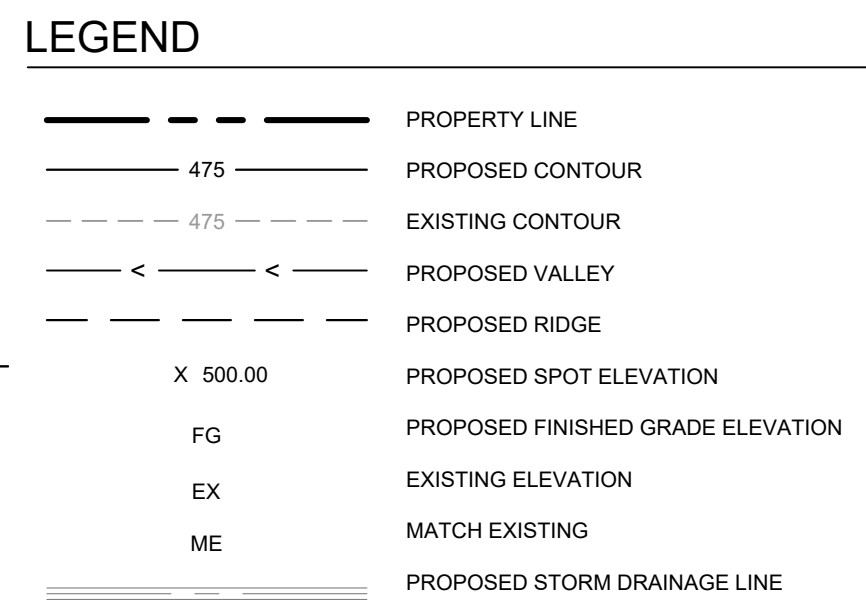 LEGEND
PROPERTY LINE
475 PROPOSED CONTOUR
475 EXISTING CONTOUR
< < PROPOSED VALLEY
PROPOSED RIDGE
X 500.00 PROPOSED SPOT ELEVATION
FG PROPOSED FINISHED GRADE ELEVATION
EX EXISTING ELEVATION
ME MATCH EXISTING
PROPOSED STORM DRAINAGE LINE